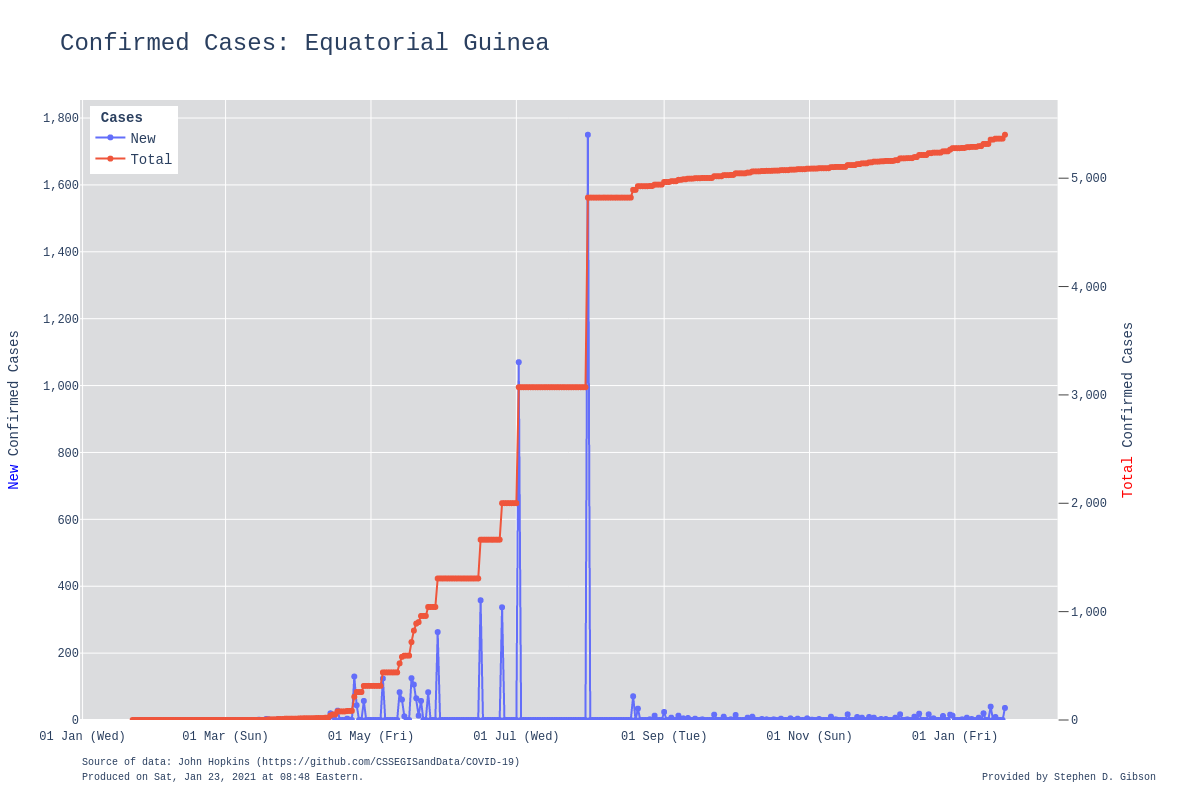 Confirmed Cases: Equatorial Guinea
Cases
New
Total
1,800
1,600
1,400
1,200
1,000
800
600
400
200
0
New Confirmed Cases
5,000
4,000
3,000
2,000
1,000
0
Total Confirmed Cases
01 Jan (Wed) 01 Mar (Sun) 01 May (Fri) 01 Jul (Wed) 01 Sep (Tue) 01 Nov (Sun) 01 Jan (Fri)
Source of data: John Hopkins (https://github.com/CSSEGISandData/COVID-19)
Produced on Sat, Jan 23, 2021 at 08:48 Eastern.
Provided by Stephen D. Gibson